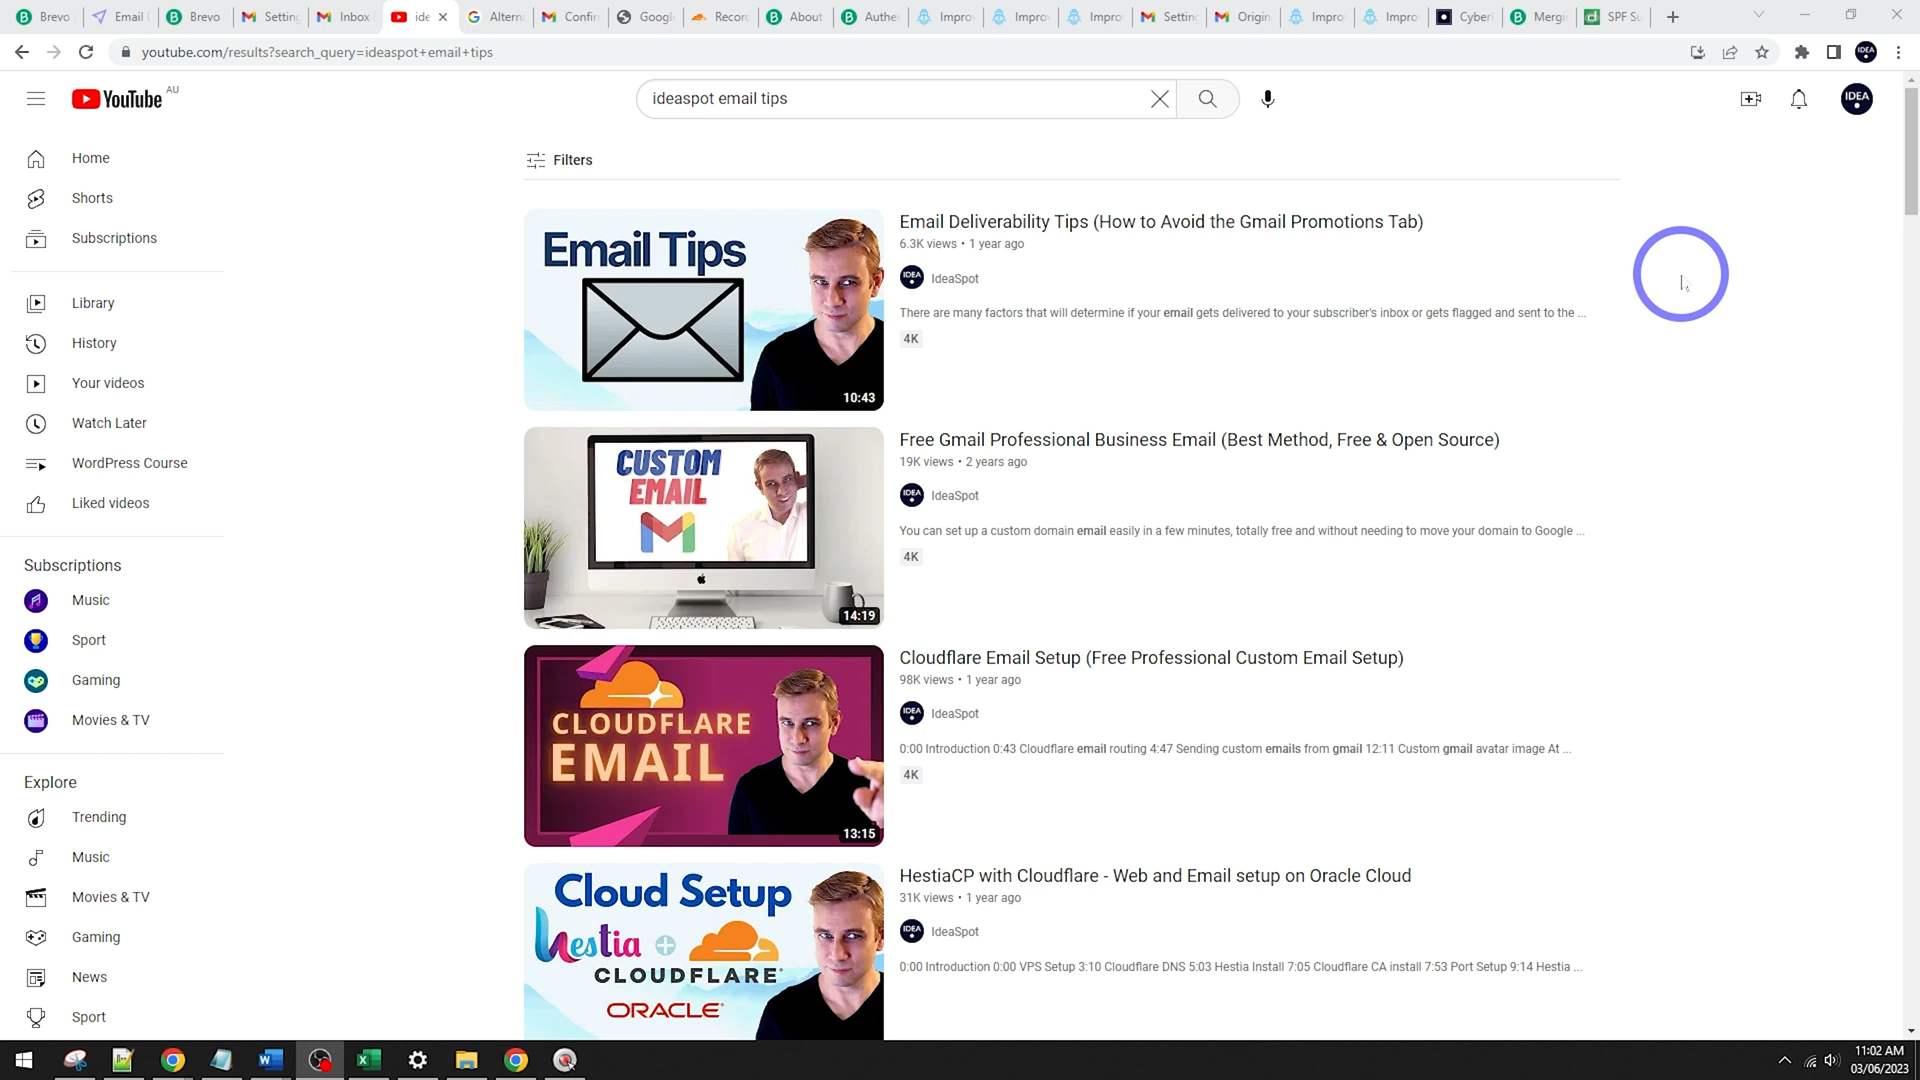 Brevo
Email
Brevo
Setting
Inbox
ide
Altern
Confir
Googl
Recor
About
Authe
Impro
Impro
Impro
Setting
Origin
Impro
Impro
Cyberl
Mergi
SPF Su
youtube.com/results?search_query=ideaspot+email+tips
IDEA
YouTube AU
ideaspot email tips
IDEA
Home
Shorts
Subscriptions
Library
History
Your videos
Watch Later
WordPress Course
Liked videos
Subscriptions
Music
Sport
Gaming
Movies & TV
Explore
Trending
Music
Movies & TV
Gaming
News
Sport
Filters
Email Tips
10:43
Email Deliverability Tips (How to Avoid the Gmail Promotions Tab)
6.3K views • 1 year ago
IDEA IdeaSpot
There are many factors that will determine if your email gets delivered to your subscriber's inbox or gets flagged and sent to the ...
4K
CUSTOM
EMAIL
14:19
Free Gmail Professional Business Email (Best Method, Free & Open Source)
19K views • 2 years ago
IDEA IdeaSpot
You can set up a custom domain email easily in a few minutes, totally free and without needing to move your domain to Google ...
4K
CLOUDFLARE
EMAIL
13:15
Cloudflare Email Setup (Free Professional Custom Email Setup)
98K views • 1 year ago
IDEA IdeaSpot
0:00 Introduction 0:43 Cloudflare email routing 4:47 Sending custom emails from gmail 12:11 Custom gmail avatar image At ...
4K
Cloud Setup
Hestia +
CLOUDFLARE
ORACLE
HestiaCP with Cloudflare - Web and Email setup on Oracle Cloud
31K views • 1 year ago
IDEA IdeaSpot
0:00 Introduction 0:00 VPS Setup 3:10 Cloudflare DNS 5:03 Hestia Install 7:05 Cloudflare CA install 7:53 Port Setup 9:14 Hestia ...
11:02 AM
03/06/2023